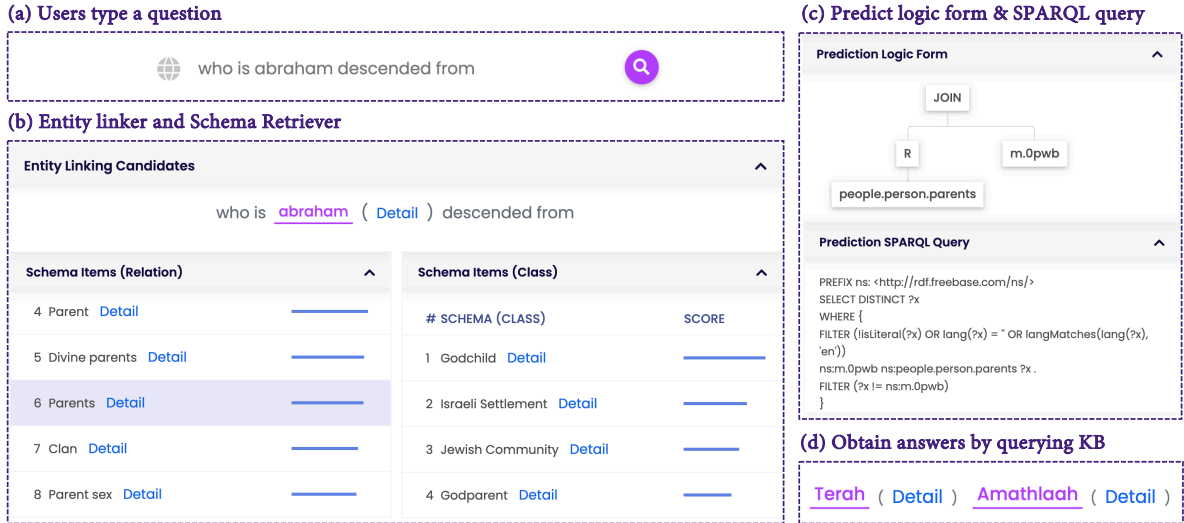 (a) Users type a question
who is abraham descended from
(b) Entity linker and Schema Retriever
Entity Linking Candidates
who is abraham ( Detail ) descended from
Schema Items (Relation)
4 Parent Detail
5 Divine parents Detail
6 Parents Detail
7 Clan Detail
8 Parent sex Detail
Schema Items (Class)
# SCHEMA (CLASS) SCORE
1 Godchild Detail
2 Israeli Settlement Detail
3 Jewish Community Detail
4 Godparent Detail
(c) Predict logic form & SPARQL query
Prediction Logic Form
JOIN
R m.0pwb
people.person.parents
Prediction SPARQL Query
PREFIX ns: <http://rdf.freebase.com/ns/>
SELECT DISTINCT ?x
WHERE {
FILTER (!isLiteral(?x) OR lang(?x) = '' OR langMatches(lang(?x),
'en'))
ns:m.0pwb ns:people.person.parents ?x .
FILTER (?x != ns:m.0pwb)
}
(d) Obtain answers by querying KB
Terah ( Detail ) Amathlaah ( Detail )